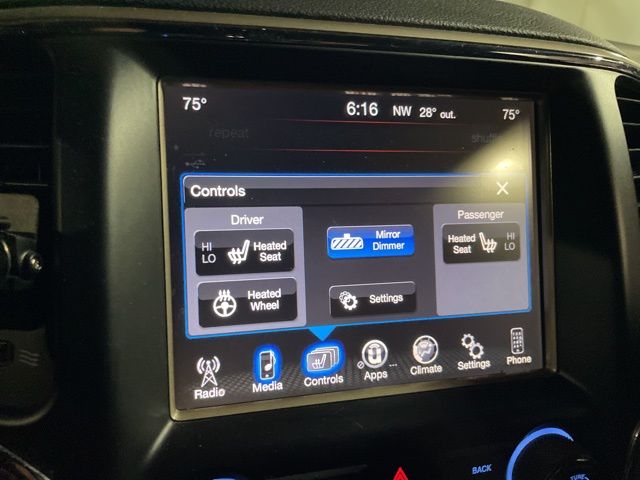 75° 6:16 NW 28° out. 75°
repeat
Controls
Driver
Passenger
HI
LO
Heated
Seat
Mirror
Dimmer
Heated
Seat
HI
LO
Heated
Wheel
Settings
Radio
Media
Controls
Apps
Climate
Settings
Phone
BACK